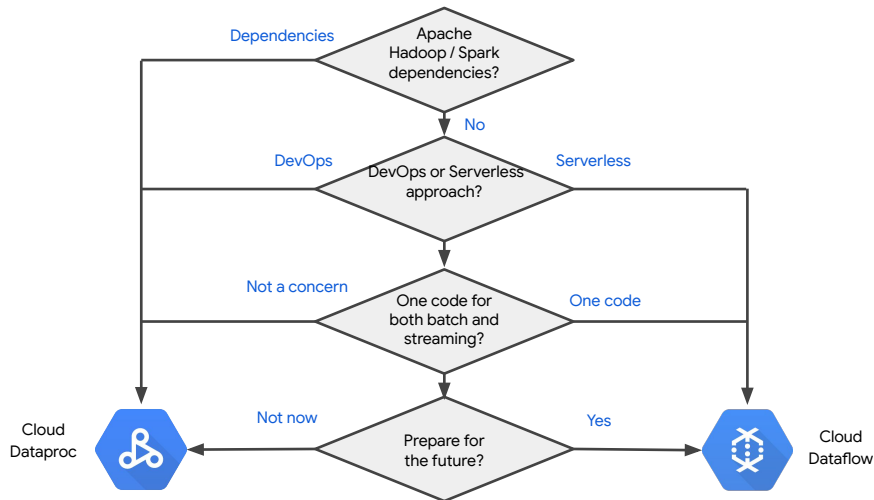 Dependencies
Apache
Hadoop / Spark
dependencies?
No
DevOps
DevOps or Serverless
approach?
Serverless
Not a concern
One code for
both batch and
streaming?
One code
Not now
Prepare for
the future?
Yes
Cloud
Dataproc
Cloud
Dataflow